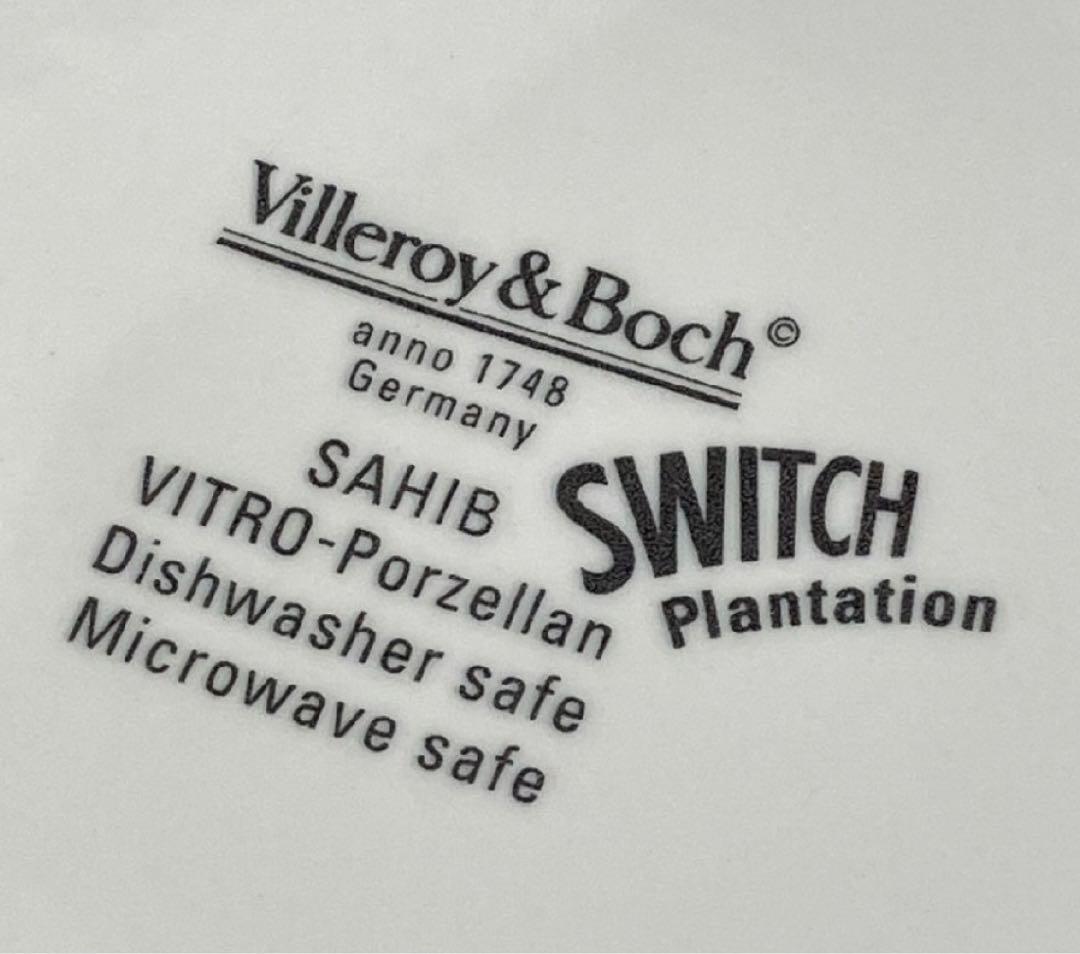 Villeroy & Boch©
anno 1748
Germany
SAHIB
VITRO-Porzellan
Dishwasher safe
Microwave safe
SWITCH
Plantation